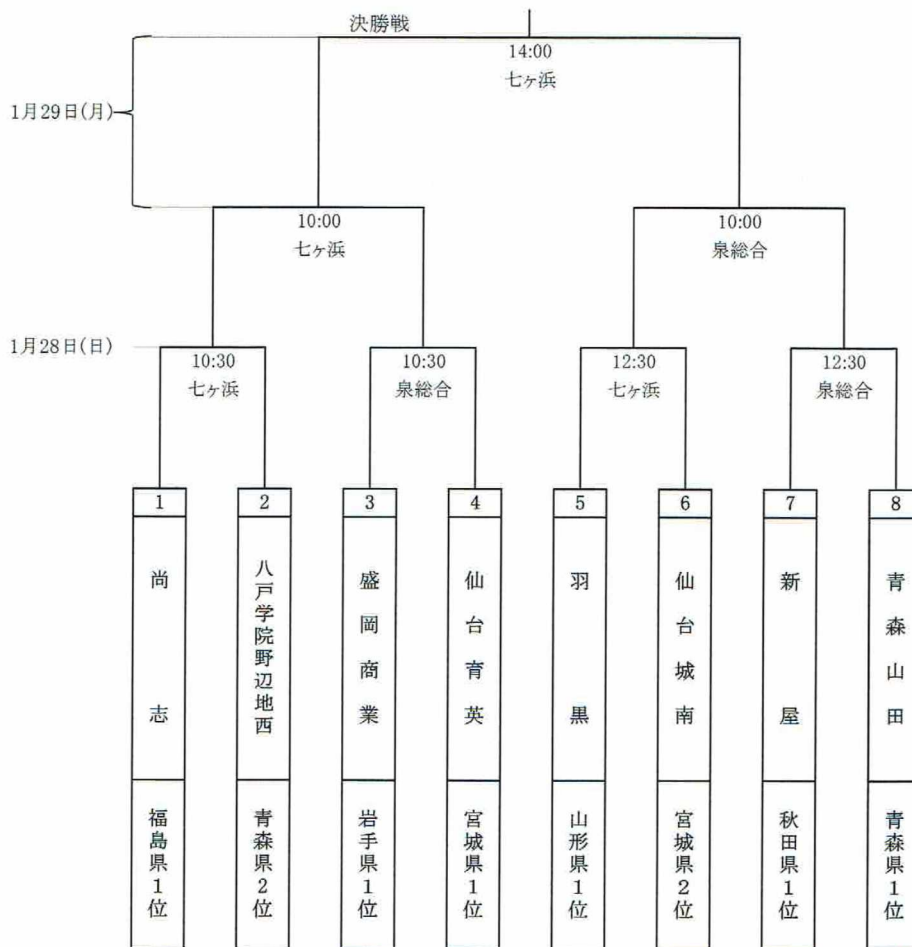 決勝戦
14:00
七ヶ浜
1月29日(月)
10:00
七ヶ浜
10:00
泉総合
1月28日(日)
10:30
七ヶ浜
10:30
泉総合
12:30
七ヶ浜
12:30
泉総合
1
2
3
4
5
6
7
8
尚志
八戸学院野辺地西
盛岡商業
仙台育英
羽黒
仙台城南
新屋
青森山田
福島県1位
青森県2位
岩手県1位
宮城県1位
山形県1位
宮城県2位
秋田県1位
青森県1位